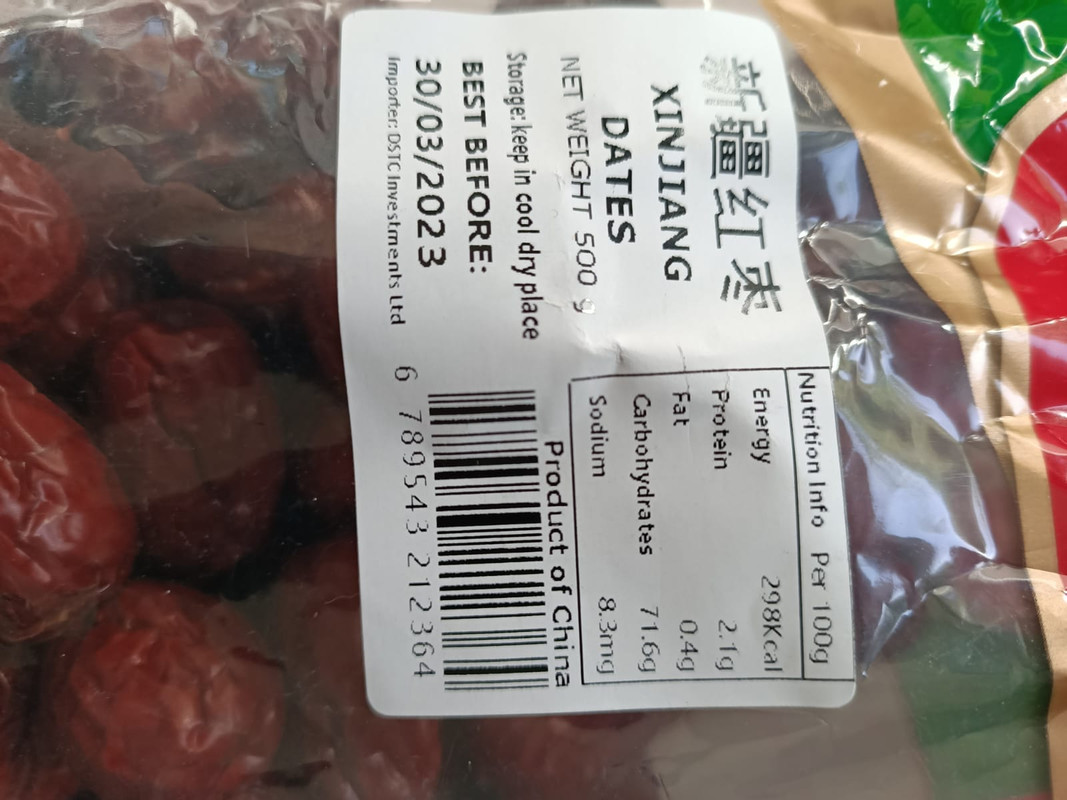 新疆红枣
XINJIANG
DATES
NET WEIGHT 500 g
Storage: keep in cool dry place
BEST BEFORE:
30/03/2023
Importer: DSTC Investments Ltd
Nutrition Info Per 100g
Energy 298Kcal
Protein 2.1g
Fat 0.4g
Carbohydrates 71.6g
Sodium 8.3mg
Product of China
6 789543 212364